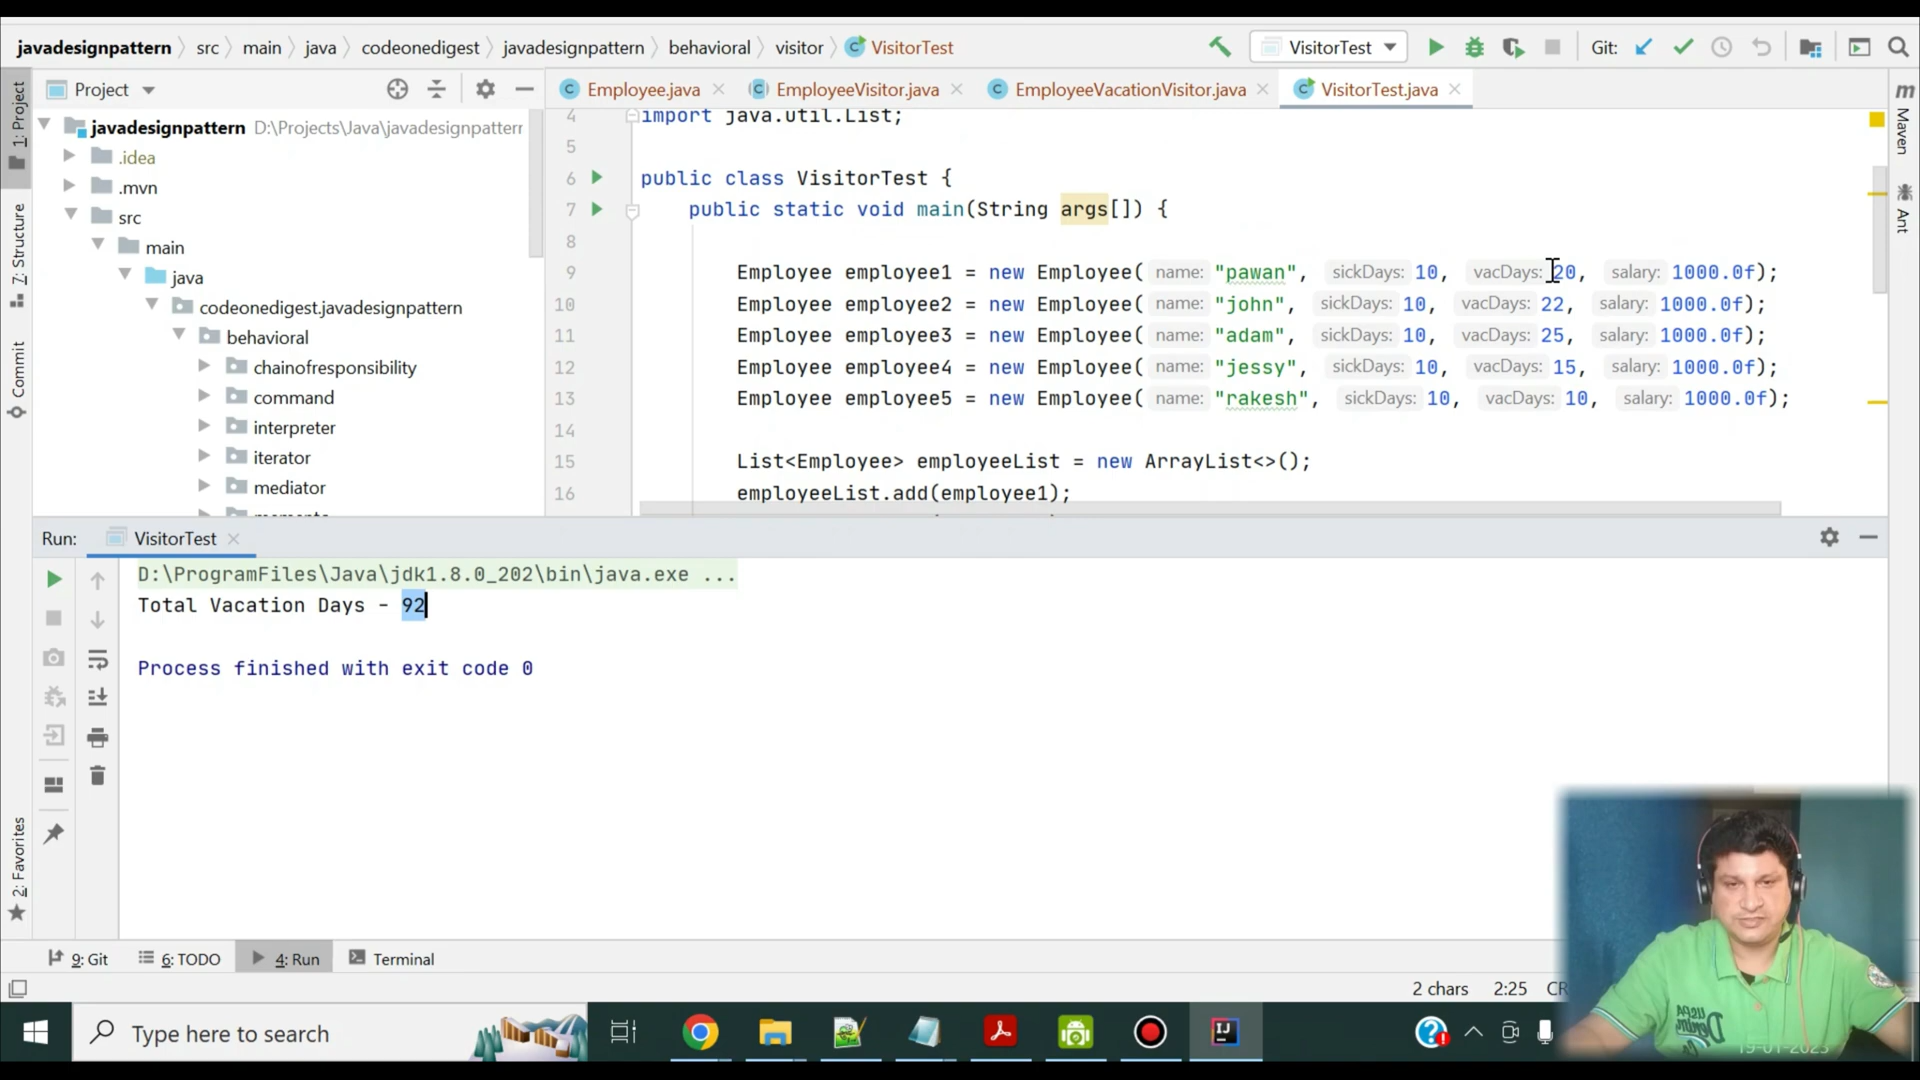 javadesignpattern src main java codeonedigest javadesignpattern behavioral visitor VisitorTest VisitorTest Git:
1: Project
7: Structure
Commit
2: Favorites
Project
javadesignpattern D:\Projects\Java\javadesignpattern
.idea
.mvn
src
main
java
codeonedigest.javadesignpattern
behavioral
chainofresponsibility
command
interpreter
iterator
mediator
Employee.java EmployeeVisitor.java EmployeeVacationVisitor.java VisitorTest.java
4 import java.util.List;
5
6 public class VisitorTest {
7 public static void main(String args[]) {
8
9 Employee employee1 = new Employee( name: "pawan", sickDays: 10, vacDays: 20, salary: 1000.0f);
10 Employee employee2 = new Employee( name: "john", sickDays: 10, vacDays: 22, salary: 1000.0f);
11 Employee employee3 = new Employee( name: "adam", sickDays: 10, vacDays: 25, salary: 1000.0f);
12 Employee employee4 = new Employee( name: "jessy", sickDays: 10, vacDays: 15, salary: 1000.0f);
13 Employee employee5 = new Employee( name: "rakesh", sickDays: 10, vacDays: 10, salary: 1000.0f);
14
15 List<Employee> employeeList = new ArrayList<>();
16 employeeList.add(employee1);
m Maven
Ant
Run: VisitorTest
D:\ProgramFiles\Java\jdk1.8.0_202\bin\java.exe ...
Total Vacation Days - 92
Process finished with exit code 0
9: Git 6: TODO 4: Run Terminal
2 chars 2:25
Type here to search
19-01-2023